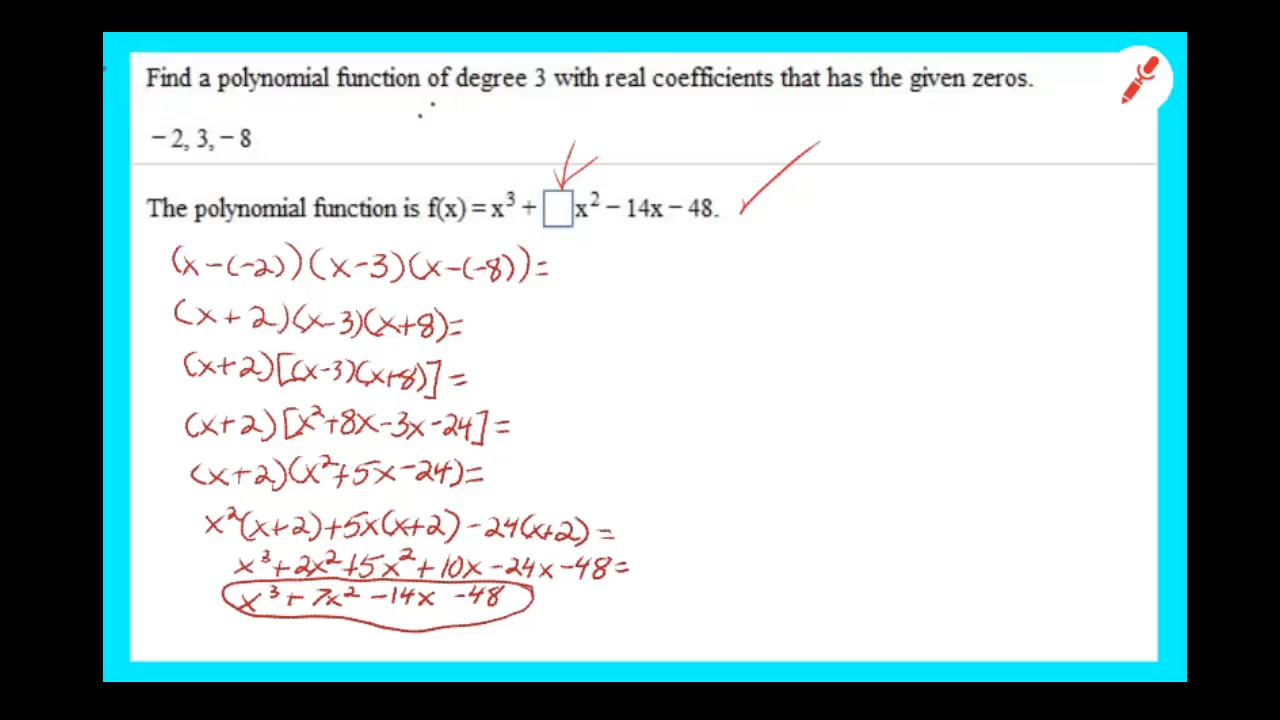 Find a polynomial function of degree 3 with real coefficients that has the given zeros.
−2, 3, −8
The polynomial function is f(x) = x³ + □x² − 14x − 48.
(x-(-2))(x-3)(x-(-8))=
(x+2)(x-3)(x+8)=
(x+2)[(x-3)(x+8)]=
(x+2)[x²+8x-3x-24]=
(x+2)(x²+5x-24)=
x²(x+2)+5x(x+2)-24(x+2)=
x³+2x²+5x²+10x-24x-48=
x³+7x²-14x-48